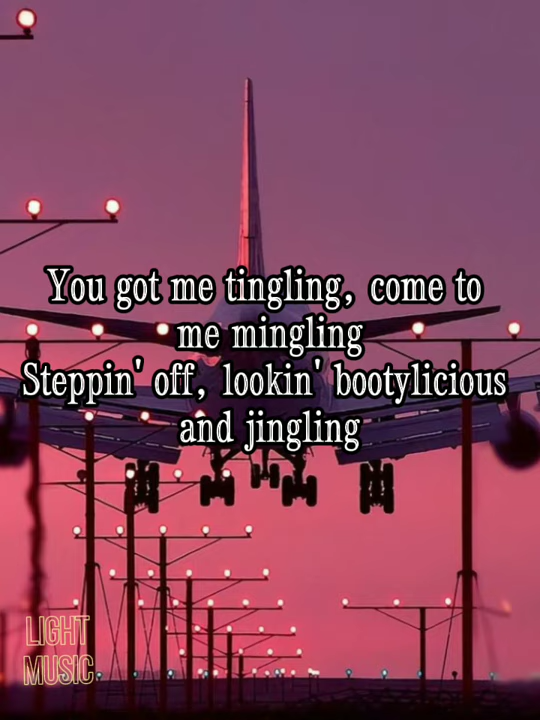 You got me tingling, come to
me mingling
Steppin' off, lookin' bootylicious
and jingling
LIGHT
MUSIC